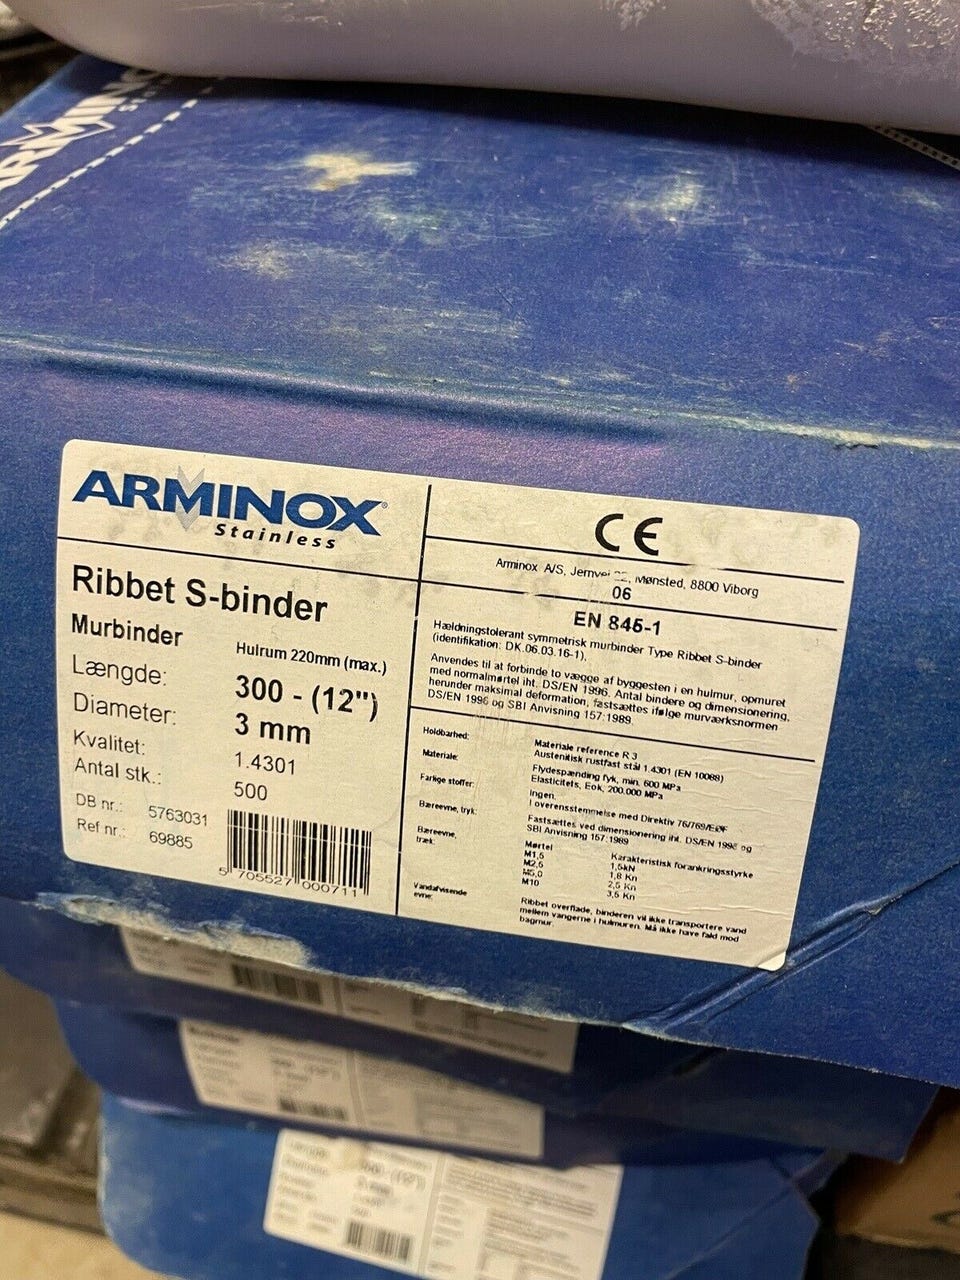 ARMINOX
ARMINOX®
Stainless
Ribbet S-binder
Murbinder
Hulrum 220mm (max.)
Længde: 300 - (12")
Diameter: 3 mm
Kvalitet: 1.4301
Antal stk.: 500
DB nr.: 5763031
Ref nr.: 69885
5 705527 000711
CE
Arminox A/S, Jernvej, Mønsted, 8800 Viborg
06
EN 845-1
Hældningstolerant symmetrisk murbinder Type Ribbet S-binder
(identifikation: DK.06.03.16-1),
Anvendes til at forbinde to vægge af byggesten i en hulmur, opmuret
med normalmørtel iht. DS/EN 1996. Antal bindere og dimensionering,
herunder maksimal deformation, fastsættes ifølge murværksnormen
DS/EN 1996 og SBI Anvisning 157:1989.
Holdbarhed: Materiale reference R 3
Materiale: Austenitisk rustfast stål 1.4301 (EN 10088)
Flydespænding fyk, min. 600 MPa
Elasticitets, Eok, 200.000 MPa
Farlige stoffer: Ingen.
I overensstemmelse med Direktiv 76/769/EØF
Bæreevne, tryk: Fastsættes ved dimensionering iht. DS/EN 1996 og
SBI Anvisning 157:1989
Bæreevne, træk: Mørtel Karakteristisk forankringsstyrke
M1,5 1,5kN
M2,5 1,8 Kn
M5,0 2,5 Kn
M10 3,5 Kn
Vandafvisende evne: Ribbet overflade, binderen vil ikke transportere vand
mellem vangerne i hulmuren. Må ikke have fald mod
bagmur.